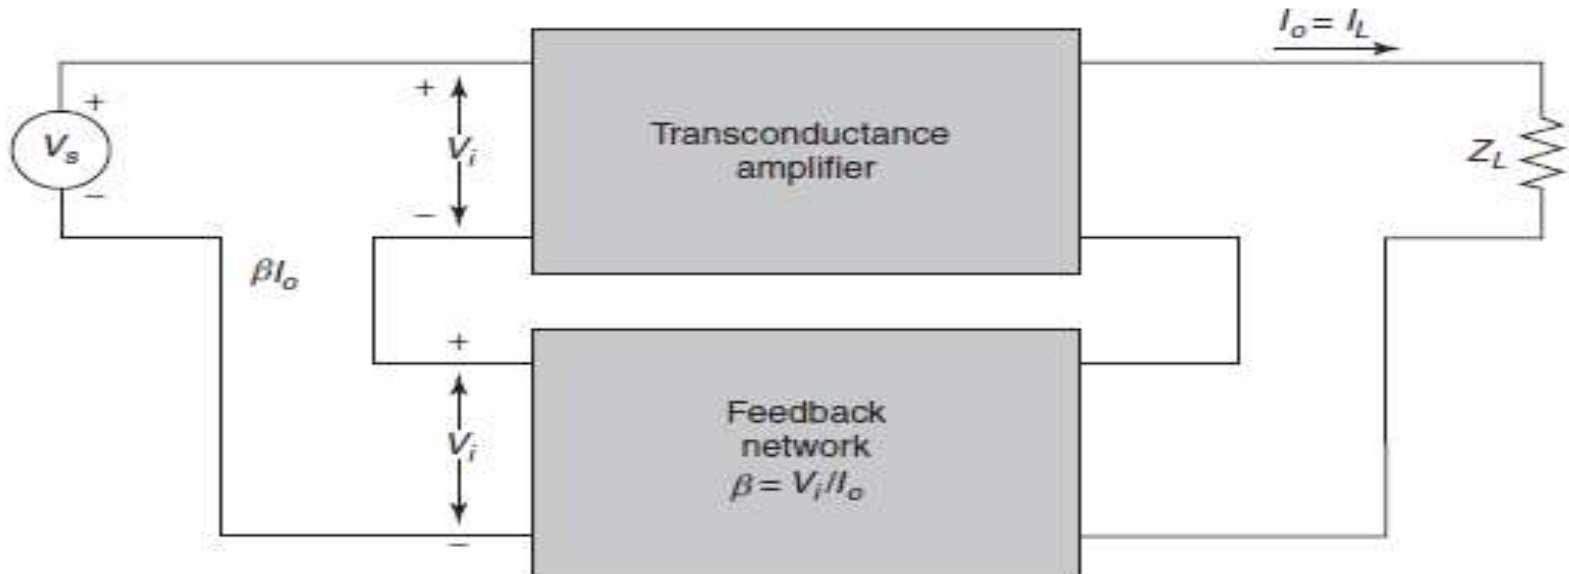 I_o = I_L
+
+
V_s
V_i
Transconductance
amplifier
Z_L
−
−
βI_o
+
V_i
Feedback
network
β = V_i/I_o
−